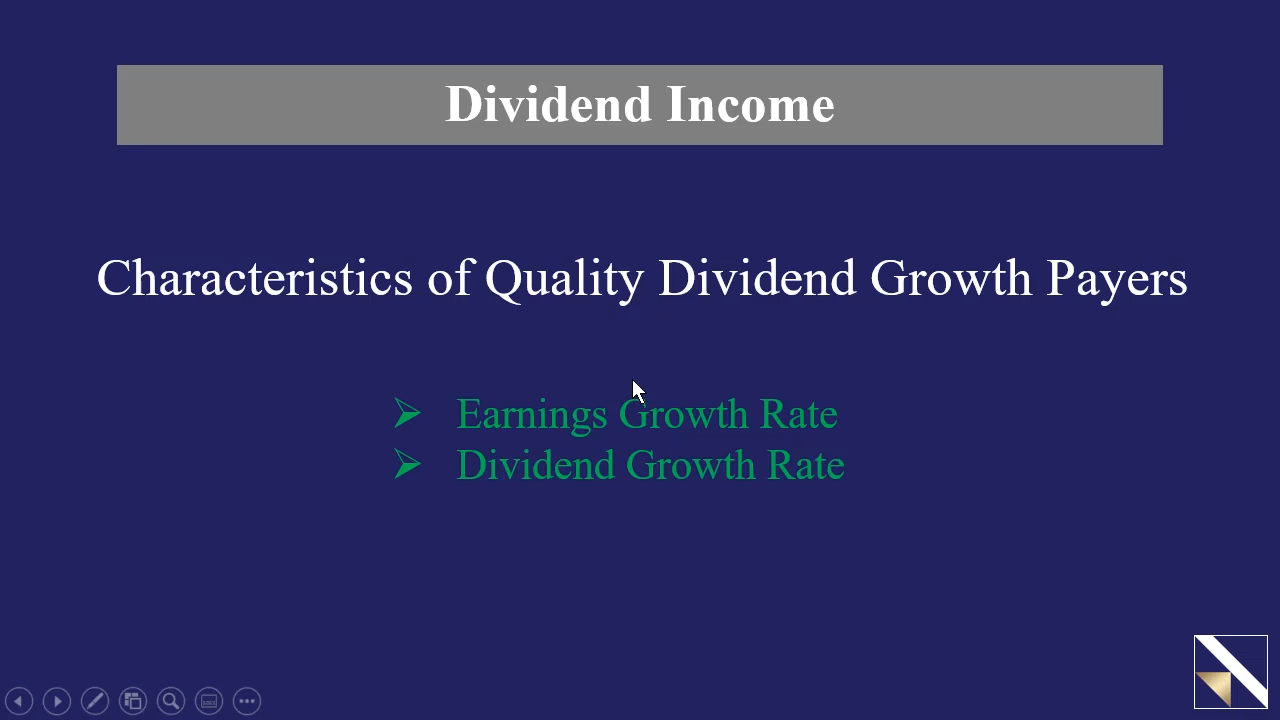 Dividend Income
Characteristics of Quality Dividend Growth Payers
➢ Earnings Growth Rate
➢ Dividend Growth Rate